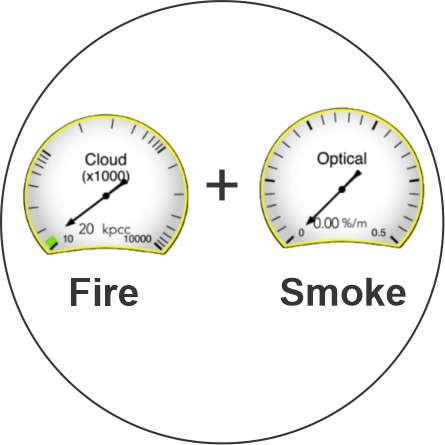 Cloud
(x1000)
20 kpcc
10
10000
Fire
+
Optical
0.00 %/m
0
0.5
Smoke